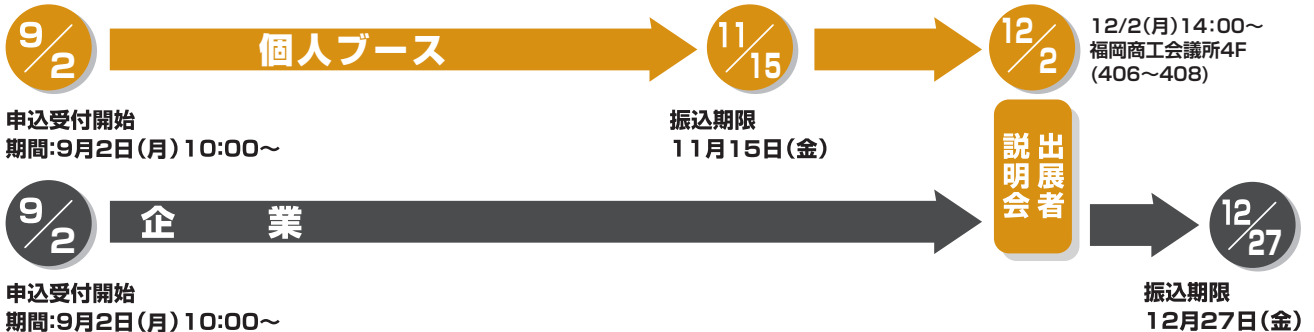 9/2
個人ブース
11/15
12/2
12/2(月)14:00〜
福岡商工会議所4F
(406〜408)
申込受付開始
期間:9月2日(月)10:00〜
振込期限
11月15日(金)
出展者
説明会
9/2
企業
12/27
申込受付開始
期間:9月2日(月)10:00〜
振込期限
12月27日(金)